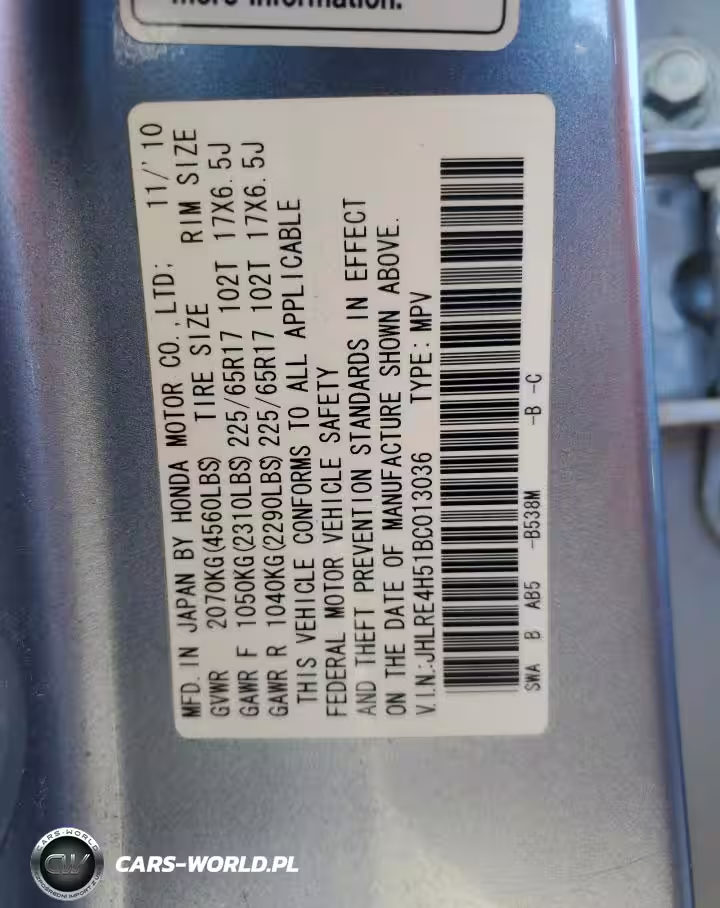 more information.
MFD. IN JAPAN BY HONDA MOTOR CO., LTD; 11/'10
GVWR 2070KG(4560LBS) TIRE SIZE RIM SIZE
GAWR F 1050KG(2310LBS) 225/65R17 102T 17X6.5J
GAWR R 1040KG(2290LBS) 225/65R17 102T 17X6.5J
THIS VEHICLE CONFORMS TO ALL APPLICABLE
FEDERAL MOTOR VEHICLE SAFETY
AND THEFT PREVENTION STANDARDS IN EFFECT
ON THE DATE OF MANUFACTURE SHOWN ABOVE.
V.I.N.:JHLRE4H51BC013036 TYPE: MPV
SWA B AB5 -B538M -B -C
CARS-WORLD
CW
CARS-WORLD.PL